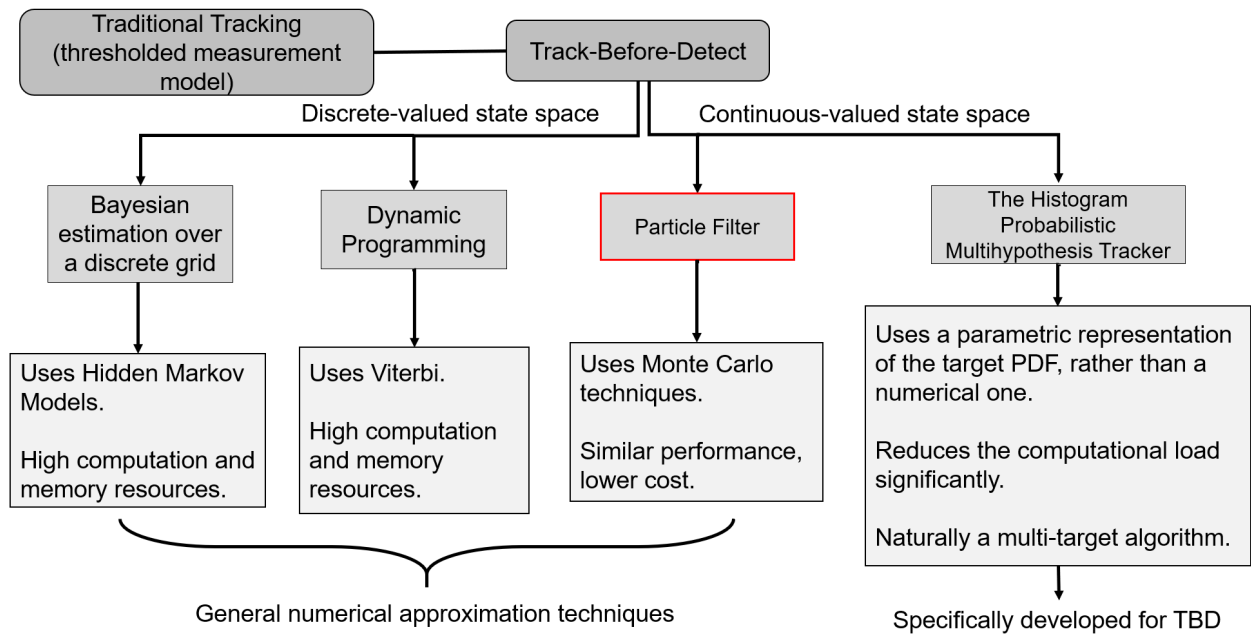 Traditional Tracking
(thresholded measurement
model)
Track-Before-Detect
Discrete-valued state space
Continuous-valued state space
Bayesian
estimation over
a discrete grid
Dynamic
Programming
Particle Filter
The Histogram
Probabilistic
Multihypothesis Tracker
Uses Hidden Markov
Models.
High computation and
memory resources.
Uses Viterbi.
High computation
and memory
resources.
Uses Monte Carlo
techniques.
Similar performance,
lower cost.
Uses a parametric representation
of the target PDF, rather than a
numerical one.
Reduces the computational load
significantly.
Naturally a multi-target algorithm.
General numerical approximation techniques
Specifically developed for TBD